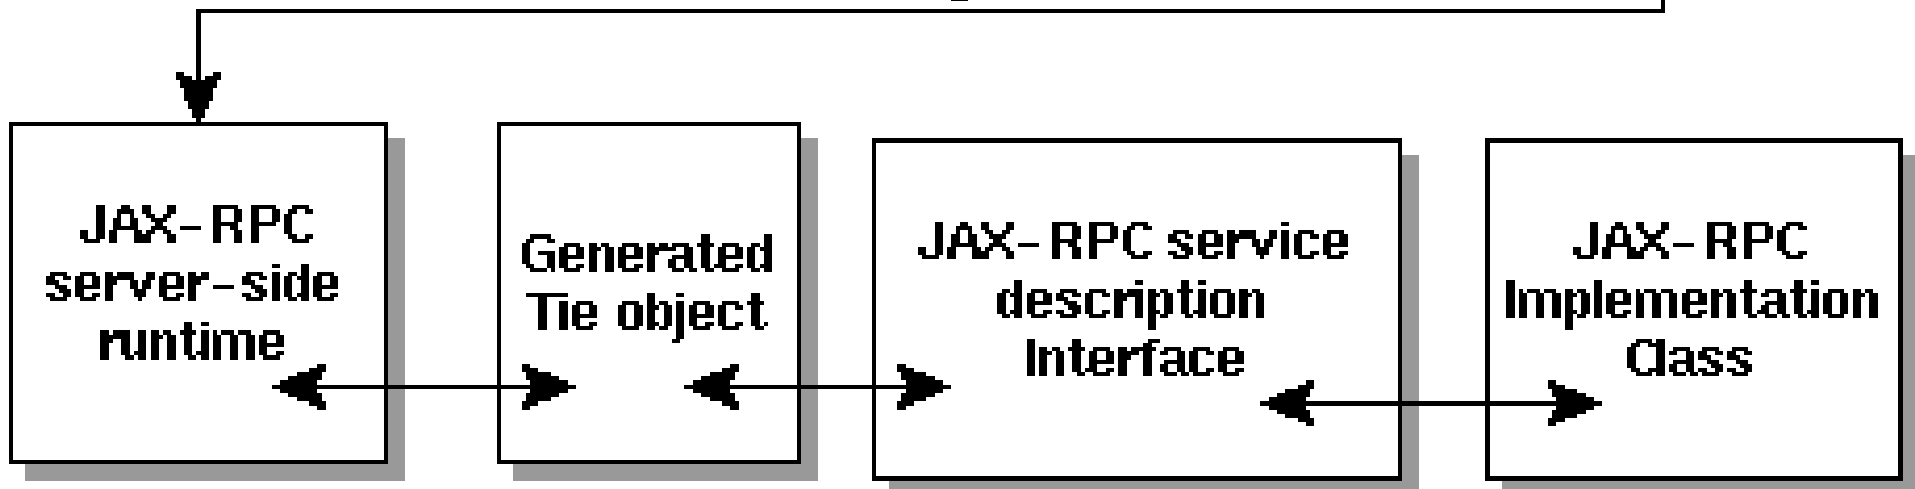 JAX-RPC
server-side
runtime
Generated
Tie object
JAX-RPC service
description
Interface
JAX-RPC
Implementation
Class